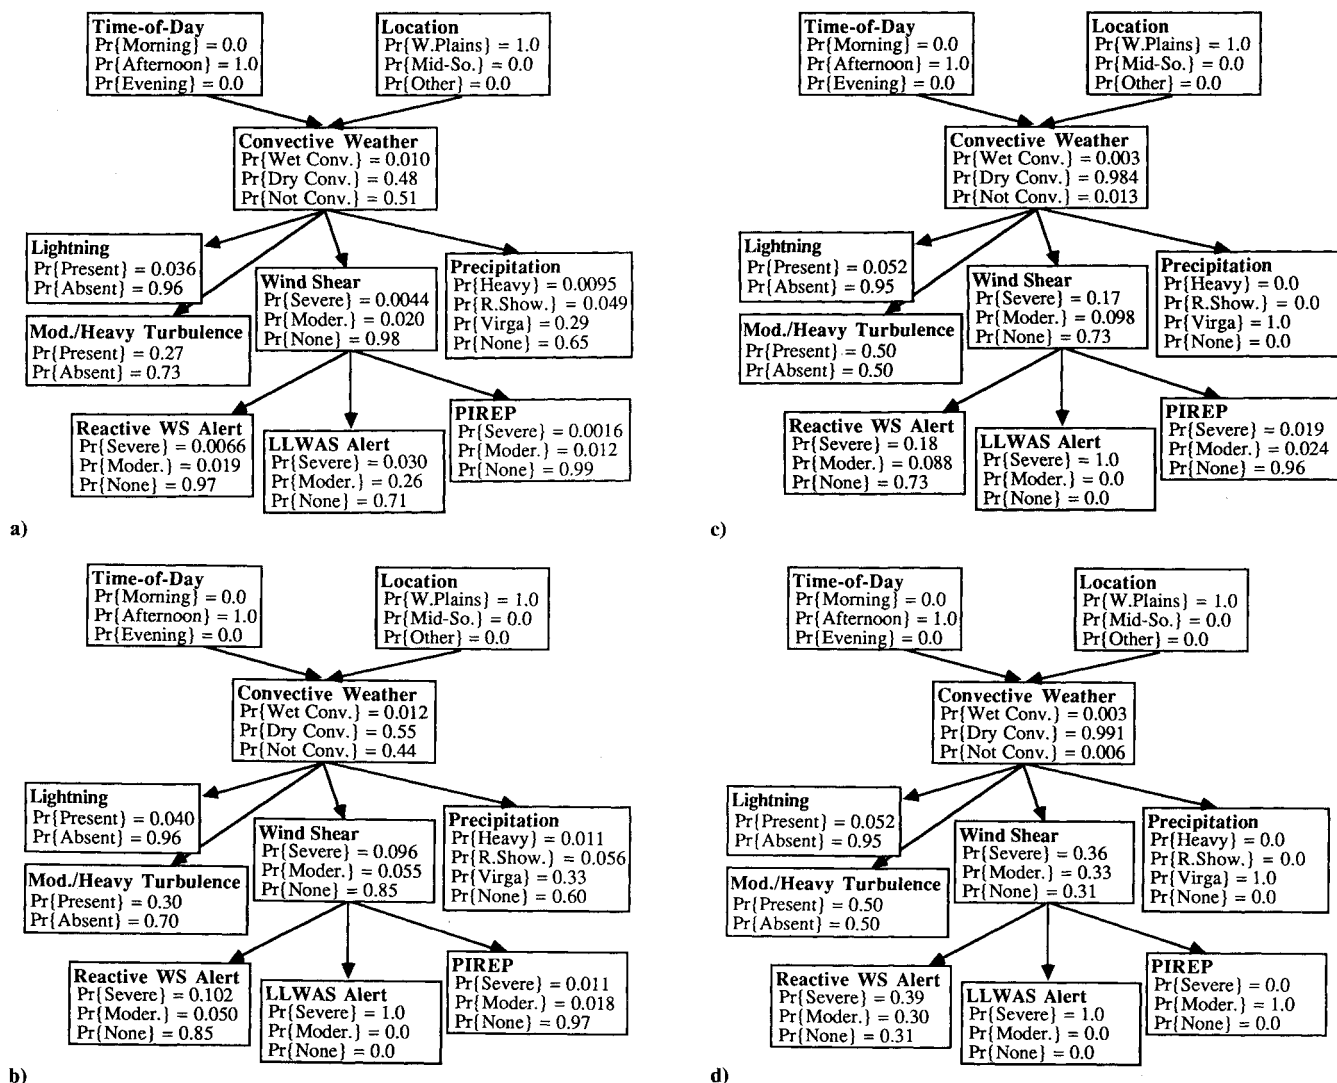 Time-of-Day
Pr{Morning} = 0.0
Pr{Afternoon} = 1.0
Pr{Evening} = 0.0
Location
Pr{W.Plains} = 1.0
Pr{Mid-So.} = 0.0
Pr{Other} = 0.0
Convective Weather
Pr{Wet Conv.} = 0.010
Pr{Dry Conv.} = 0.48
Pr{Not Conv.} = 0.51
Lightning
Pr{Present} = 0.036
Pr{Absent} = 0.96
Mod./Heavy Turbulence
Pr{Present} = 0.27
Pr{Absent} = 0.73
Wind Shear
Pr{Severe} = 0.0044
Pr{Moder.} = 0.020
Pr{None} = 0.98
Precipitation
Pr{Heavy} = 0.0095
Pr{R.Show.} = 0.049
Pr{Virga} = 0.29
Pr{None} = 0.65
Reactive WS Alert
Pr{Severe} = 0.0066
Pr{Moder.} = 0.019
Pr{None} = 0.97
LLWAS Alert
Pr{Severe} = 0.030
Pr{Moder.} = 0.26
Pr{None} = 0.71
PIREP
Pr{Severe} = 0.0016
Pr{Moder.} = 0.012
Pr{None} = 0.99
a)
Time-of-Day
Pr{Morning} = 0.0
Pr{Afternoon} = 1.0
Pr{Evening} = 0.0
Location
Pr{W.Plains} = 1.0
Pr{Mid-So.} = 0.0
Pr{Other} = 0.0
Convective Weather
Pr{Wet Conv.} = 0.003
Pr{Dry Conv.} = 0.984
Pr{Not Conv.} = 0.013
Lightning
Pr{Present} = 0.052
Pr{Absent} = 0.95
Mod./Heavy Turbulence
Pr{Present} = 0.50
Pr{Absent} = 0.50
Wind Shear
Pr{Severe} = 0.17
Pr{Moder.} = 0.098
Pr{None} = 0.73
Precipitation
Pr{Heavy} = 0.0
Pr{R.Show.} = 0.0
Pr{Virga} = 1.0
Pr{None} = 0.0
Reactive WS Alert
Pr{Severe} = 0.18
Pr{Moder.} = 0.088
Pr{None} = 0.73
LLWAS Alert
Pr{Severe} = 1.0
Pr{Moder.} = 0.0
Pr{None} = 0.0
PIREP
Pr{Severe} = 0.019
Pr{Moder.} = 0.024
Pr{None} = 0.96
c)
Time-of-Day
Pr{Morning} = 0.0
Pr{Afternoon} = 1.0
Pr{Evening} = 0.0
Location
Pr{W.Plains} = 1.0
Pr{Mid-So.} = 0.0
Pr{Other} = 0.0
Convective Weather
Pr{Wet Conv.} = 0.012
Pr{Dry Conv.} = 0.55
Pr{Not Conv.} = 0.44
Lightning
Pr{Present} = 0.040
Pr{Absent} = 0.96
Mod./Heavy Turbulence
Pr{Present} = 0.30
Pr{Absent} = 0.70
Wind Shear
Pr{Severe} = 0.096
Pr{Moder.} = 0.055
Pr{None} = 0.85
Precipitation
Pr{Heavy} = 0.011
Pr{R.Show.} = 0.056
Pr{Virga} = 0.33
Pr{None} = 0.60
Reactive WS Alert
Pr{Severe} = 0.102
Pr{Moder.} = 0.050
Pr{None} = 0.85
LLWAS Alert
Pr{Severe} = 1.0
Pr{Moder.} = 0.0
Pr{None} = 0.0
PIREP
Pr{Severe} = 0.011
Pr{Moder.} = 0.018
Pr{None} = 0.97
b)
Time-of-Day
Pr{Morning} = 0.0
Pr{Afternoon} = 1.0
Pr{Evening} = 0.0
Location
Pr{W.Plains} = 1.0
Pr{Mid-So.} = 0.0
Pr{Other} = 0.0
Convective Weather
Pr{Wet Conv.} = 0.003
Pr{Dry Conv.} = 0.991
Pr{Not Conv.} = 0.006
Lightning
Pr{Present} = 0.052
Pr{Absent} = 0.95
Mod./Heavy Turbulence
Pr{Present} = 0.50
Pr{Absent} = 0.50
Wind Shear
Pr{Severe} = 0.36
Pr{Moder.} = 0.33
Pr{None} = 0.31
Precipitation
Pr{Heavy} = 0.0
Pr{R.Show.} = 0.0
Pr{Virga} = 1.0
Pr{None} = 0.0
Reactive WS Alert
Pr{Severe} = 0.39
Pr{Moder.} = 0.30
Pr{None} = 0.31
LLWAS Alert
Pr{Severe} = 1.0
Pr{Moder.} = 0.0
Pr{None} = 0.0
PIREP
Pr{Severe} = 0.0
Pr{Moder.} = 1.0
Pr{None} = 0.0
d)